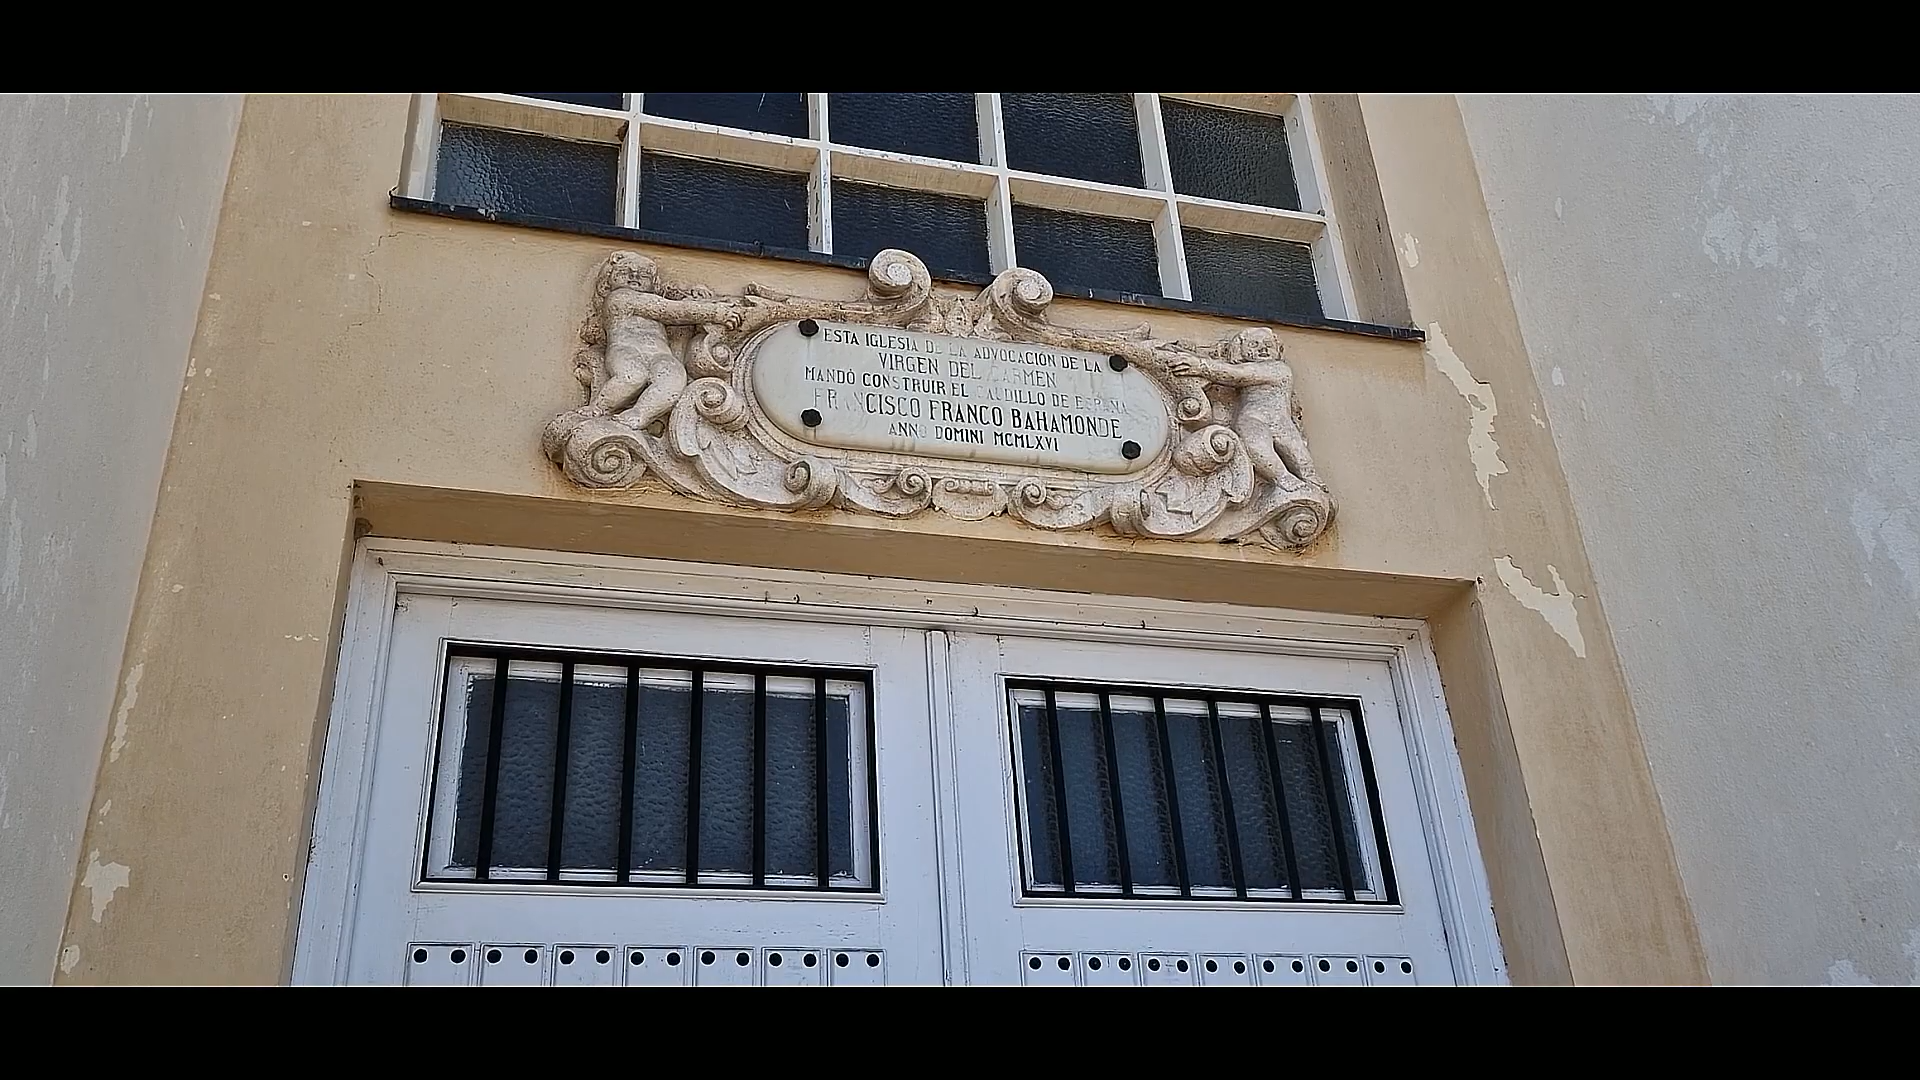 ESTA IGLESIA DE LA ADVOCACIÓN DE LA
VIRGEN DEL CARMEN
MANDÓ CONSTRUIR EL CAUDILLO DE ESPAÑA
FRANCISCO FRANCO BAHAMONDE
ANNO DOMINI MCMLXVI